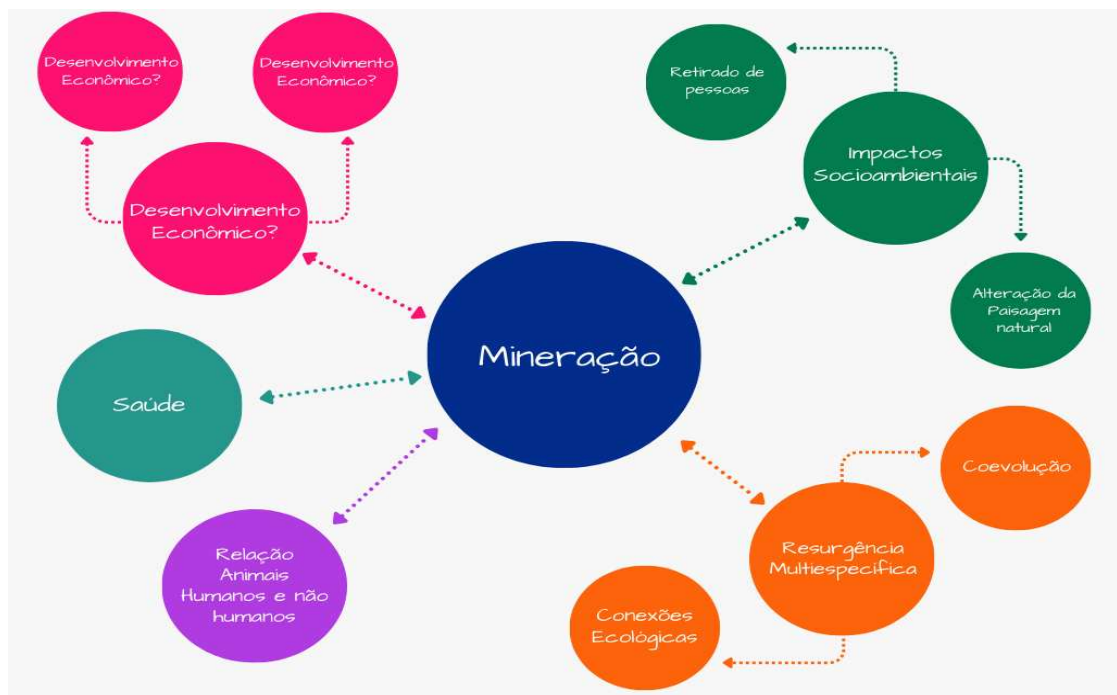 Desenvolvimento
Econômico?
Desenvolvimento
Econômico?
Desenvolvimento
Econômico?
Retirado de
pessoas
Impactos
Socioambientais
Alteração da
Paisagem
natural
Mineração
Saúde
Relação
Animais
Humanos e não
humanos
Coevolução
Resurgência
Multiespecífica
Conexões
Ecológicas